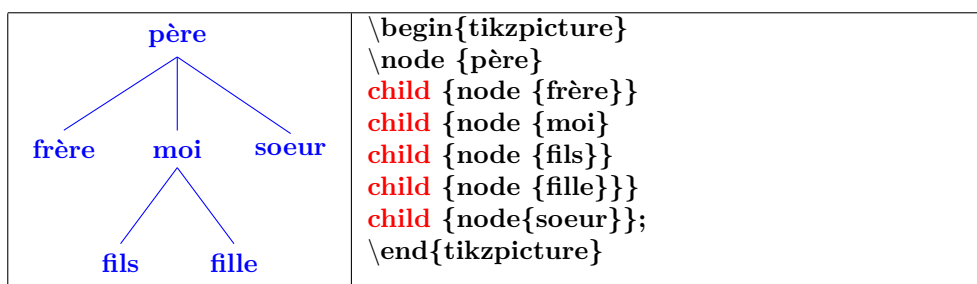 père
frère moi soeur
fils fille
\begin{tikzpicture}
\node {père}
child {node {frère}}
child {node {moi}
child {node {fils}}
child {node {fille}}}
child {node{soeur}};
\end{tikzpicture}